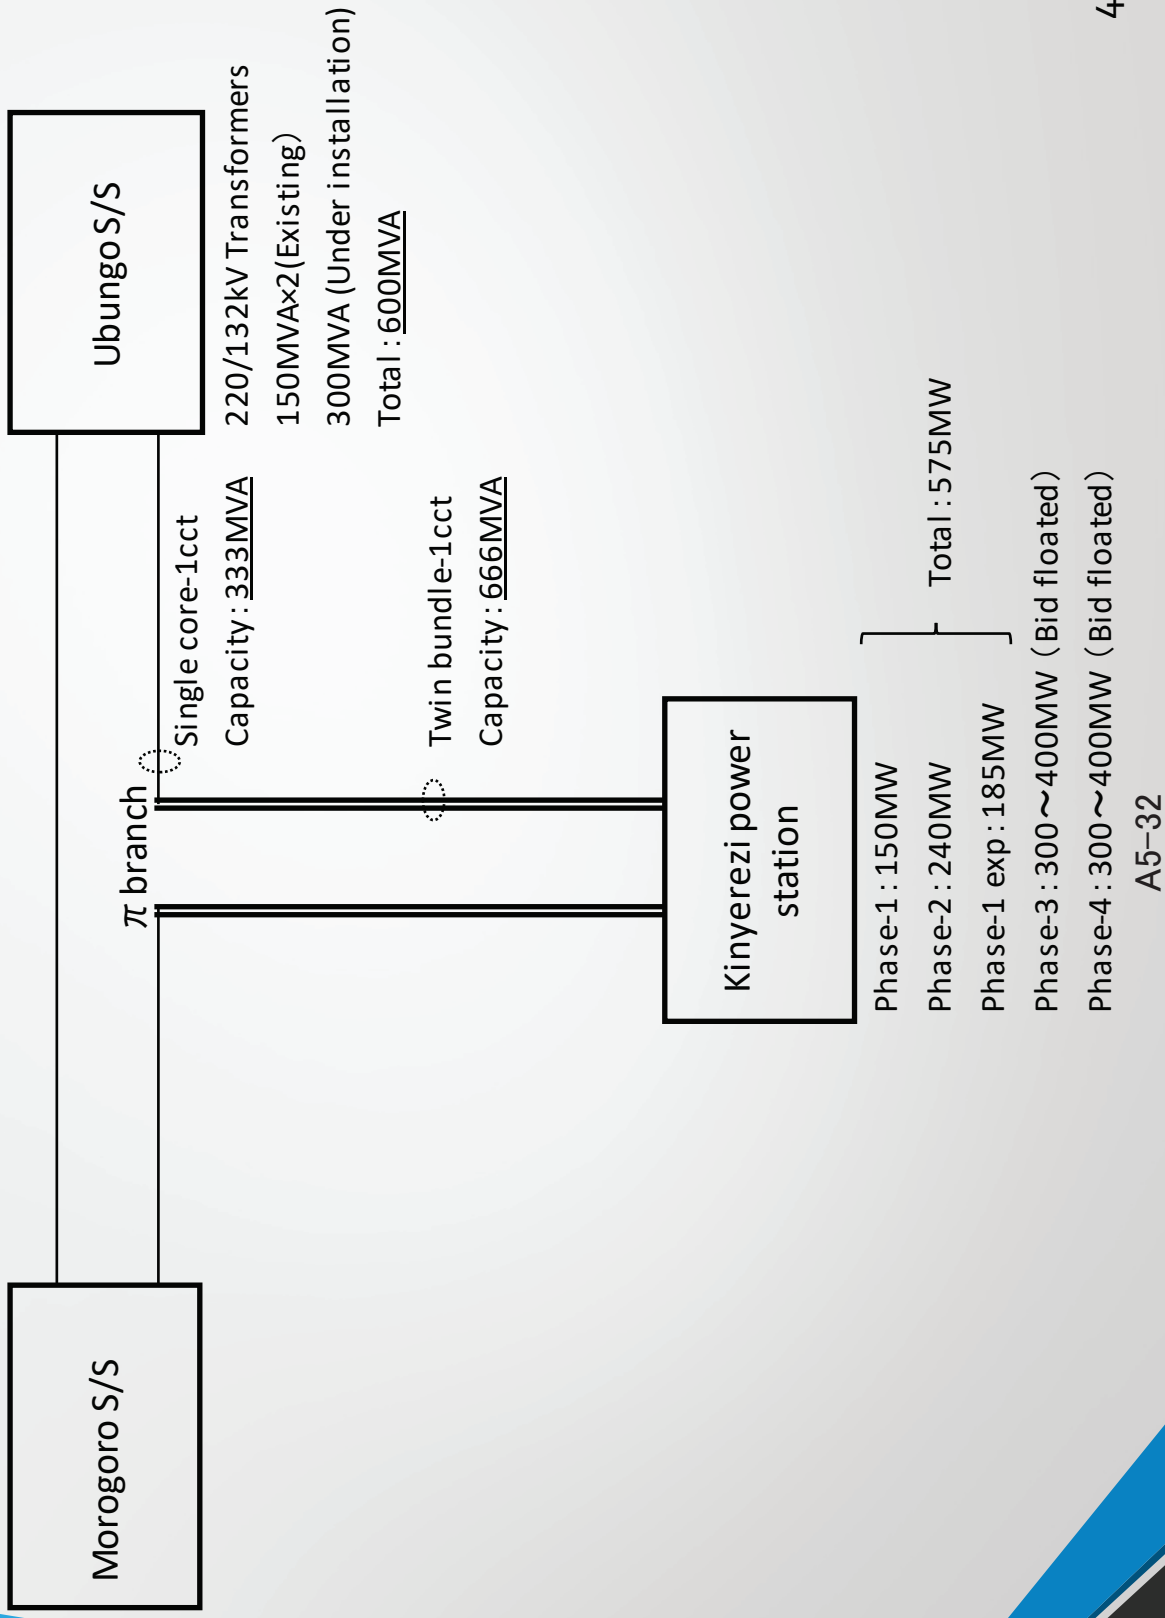 Morogoro S/S
Ubungo S/S
π branch
Single core-1cct
Capacity : 333MVA
220/132kV Transformers
150MVA×2(Existing）
300MVA (Under installation)
Total : 600MVA
Twin bundle-1cct
Capacity : 666MVA
Kinyerezi power
station
Phase-1 : 150MW
Phase-2 : 240MW
Phase-1 exp : 185MW
Total : 575MW
Phase-3 : 300～400MW（Bid floated）
Phase-4 : 300～400MW（Bid floated）
4
A5-32